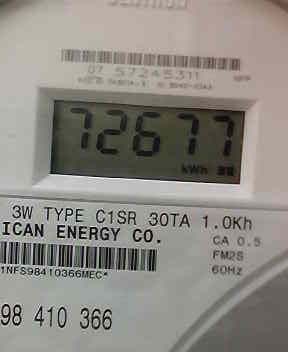 07 57245311
72677
kWh
3W TYPE C1SR 30TA 1.0Kh
ICAN ENERGY CO.
CA 0.5
FM2S
60Hz
1NFS98410366MEC*
98 410 366